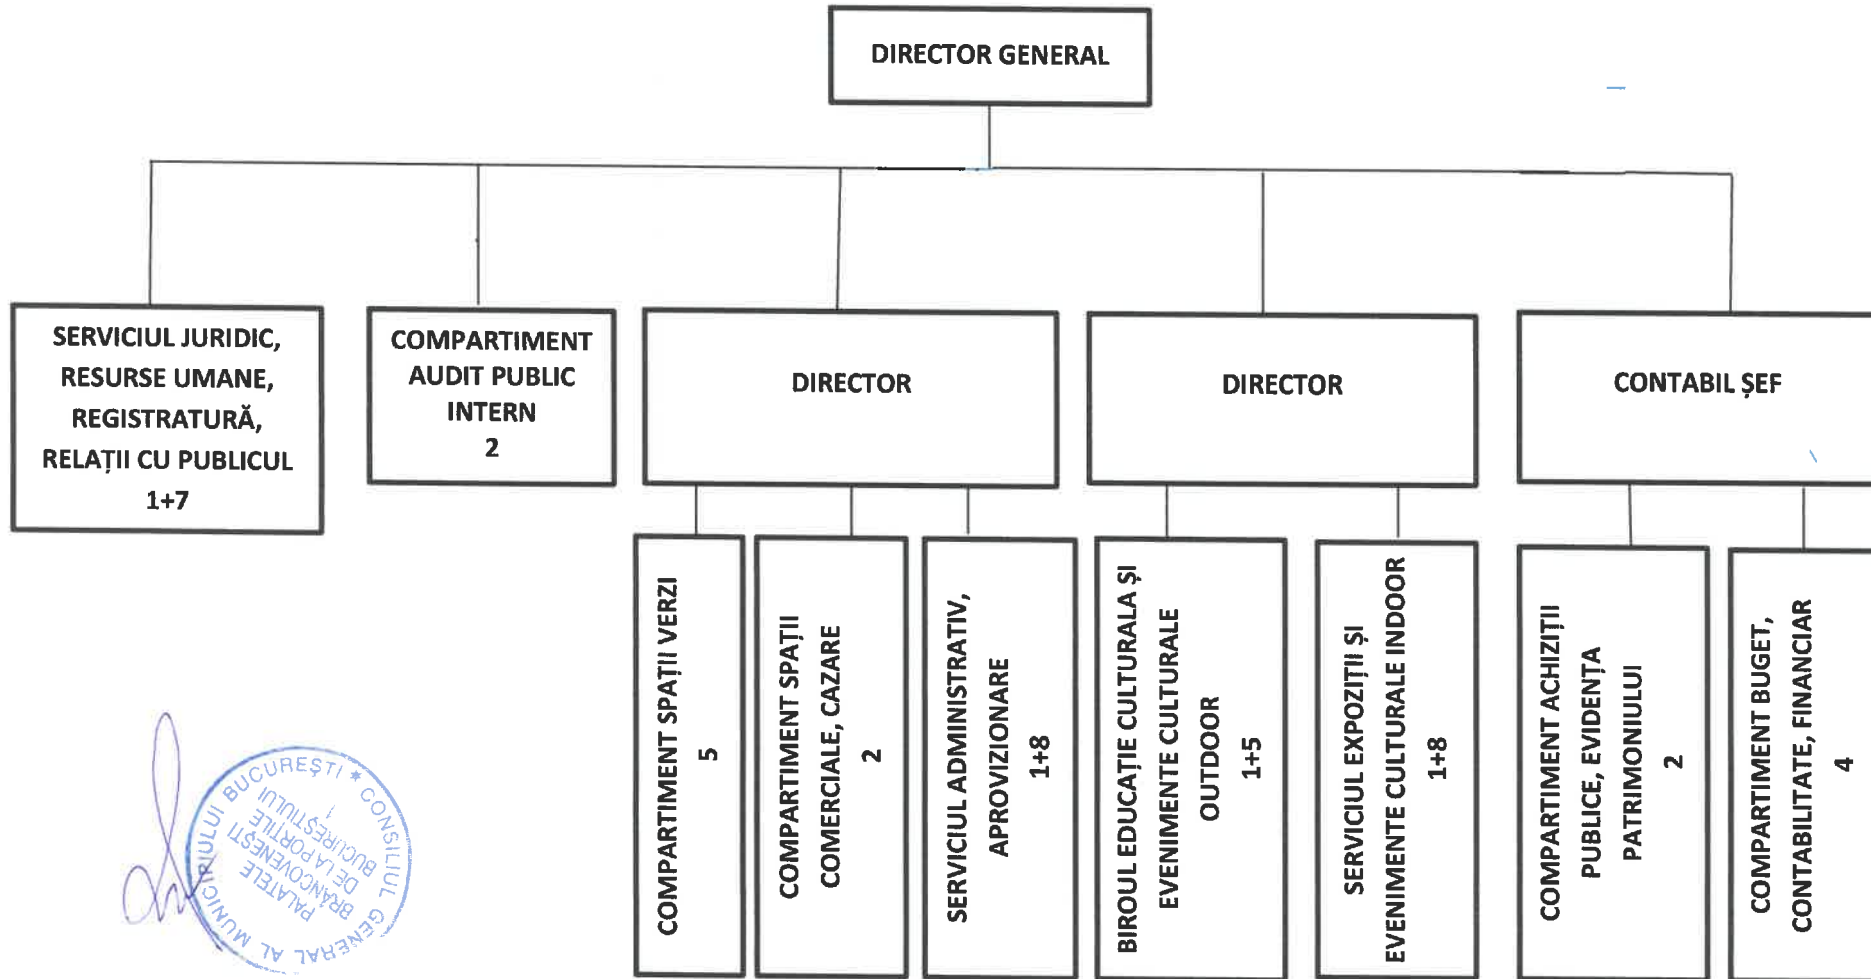 DIRECTOR GENERAL
SERVICIUL JURIDIC,
RESURSE UMANE,
REGISTRATURĂ,
RELAȚII CU PUBLICUL
1+7
COMPARTIMENT
AUDIT PUBLIC
INTERN
2
DIRECTOR
DIRECTOR
CONTABIL ȘEF
COMPARTIMENT SPAȚII VERZI
5
COMPARTIMENT SPAȚII
COMERCIALE, CAZARE
2
SERVICIUL ADMINISTRATIV,
APROVIZIONARE
1+8
BIROUL EDUCAȚIE CULTURALA ȘI
EVENIMENTE CULTURALE
OUTDOOR
1+5
SERVICIUL EXPOZIȚII ȘI
EVENIMENTE CULTURALE INDOOR
1+8
COMPARTIMENT ACHIZIȚII
PUBLICE, EVIDENȚA
PATRIMONIULUI
2
COMPARTIMENT BUGET,
CONTABILITATE, FINANCIAR
4
CONSILIUL GENERAL AL MUNICIPIULUI BUCUREȘTI *
PALATELE
BRÂNCOVENEȘTI
DE LA PORȚILE
BUCUREȘTIULUI
1